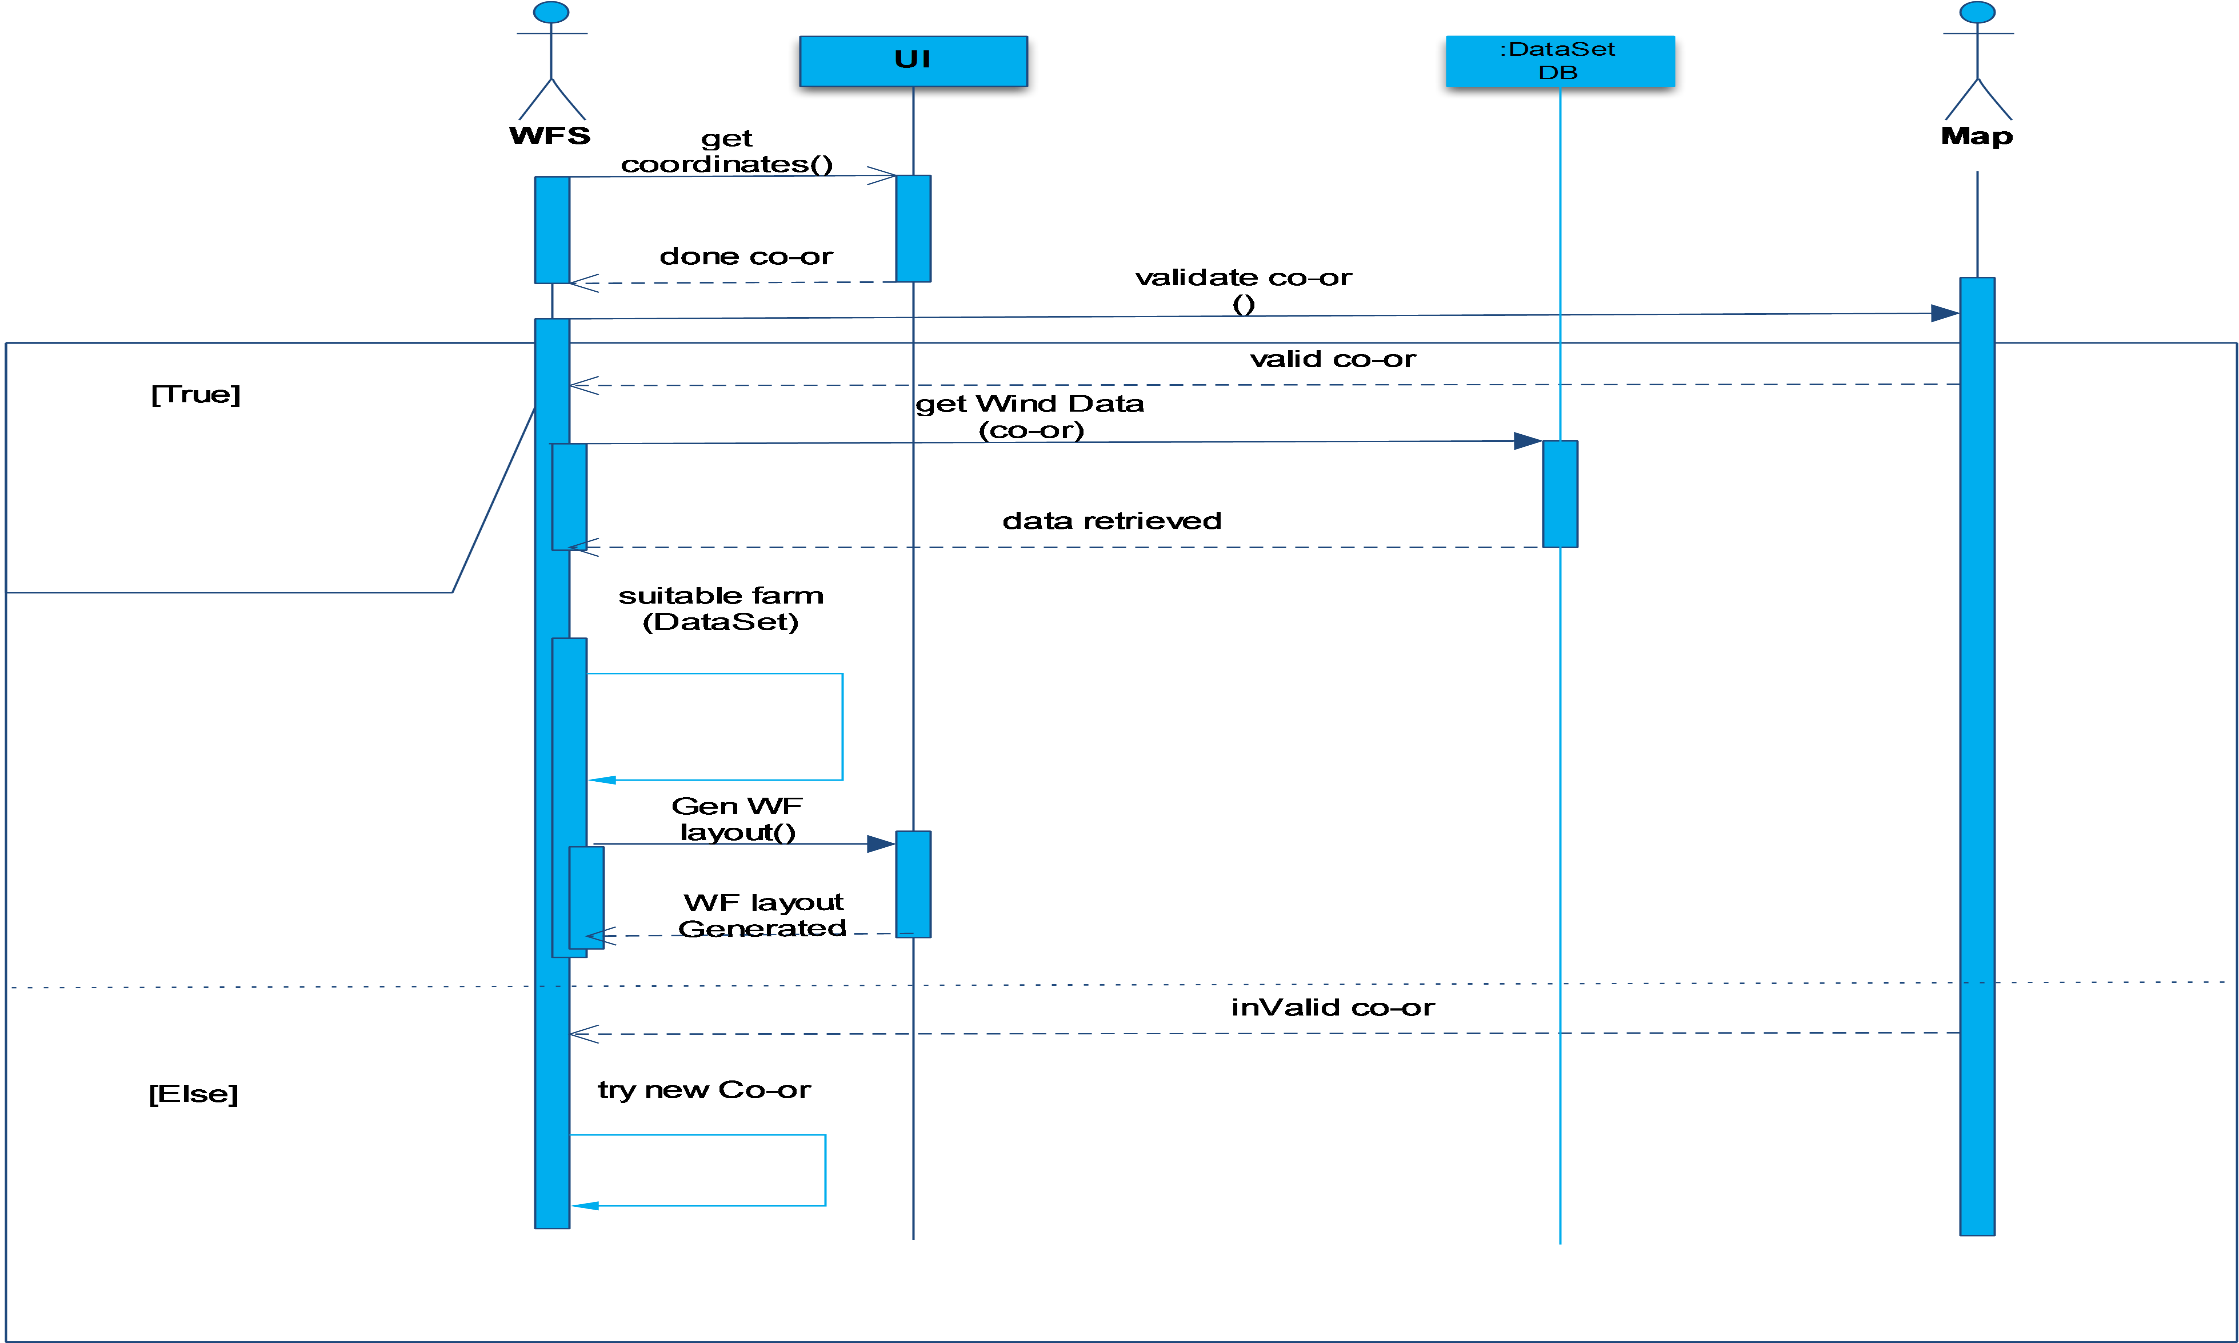 UI
:DataSet
DB
WFS
Map
get
coordinates()
done co-or
validate co-or
()
valid co-or
[True]
get Wind Data
(co-or)
data retrieved
suitable farm
(DataSet)
Gen WF
layout()
WF layout
Generated
inValid co-or
[Else]
try new Co-or